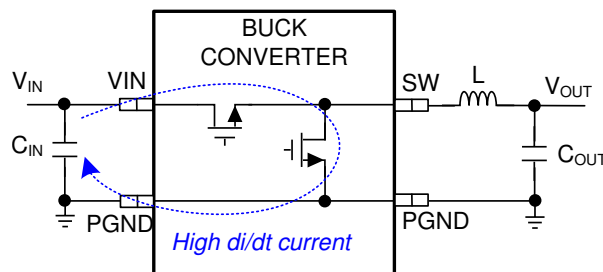 BUCK
CONVERTER
VIN
VIN
SW
L
VOUT
CIN
COUT
PGND
PGND
High di/dt current